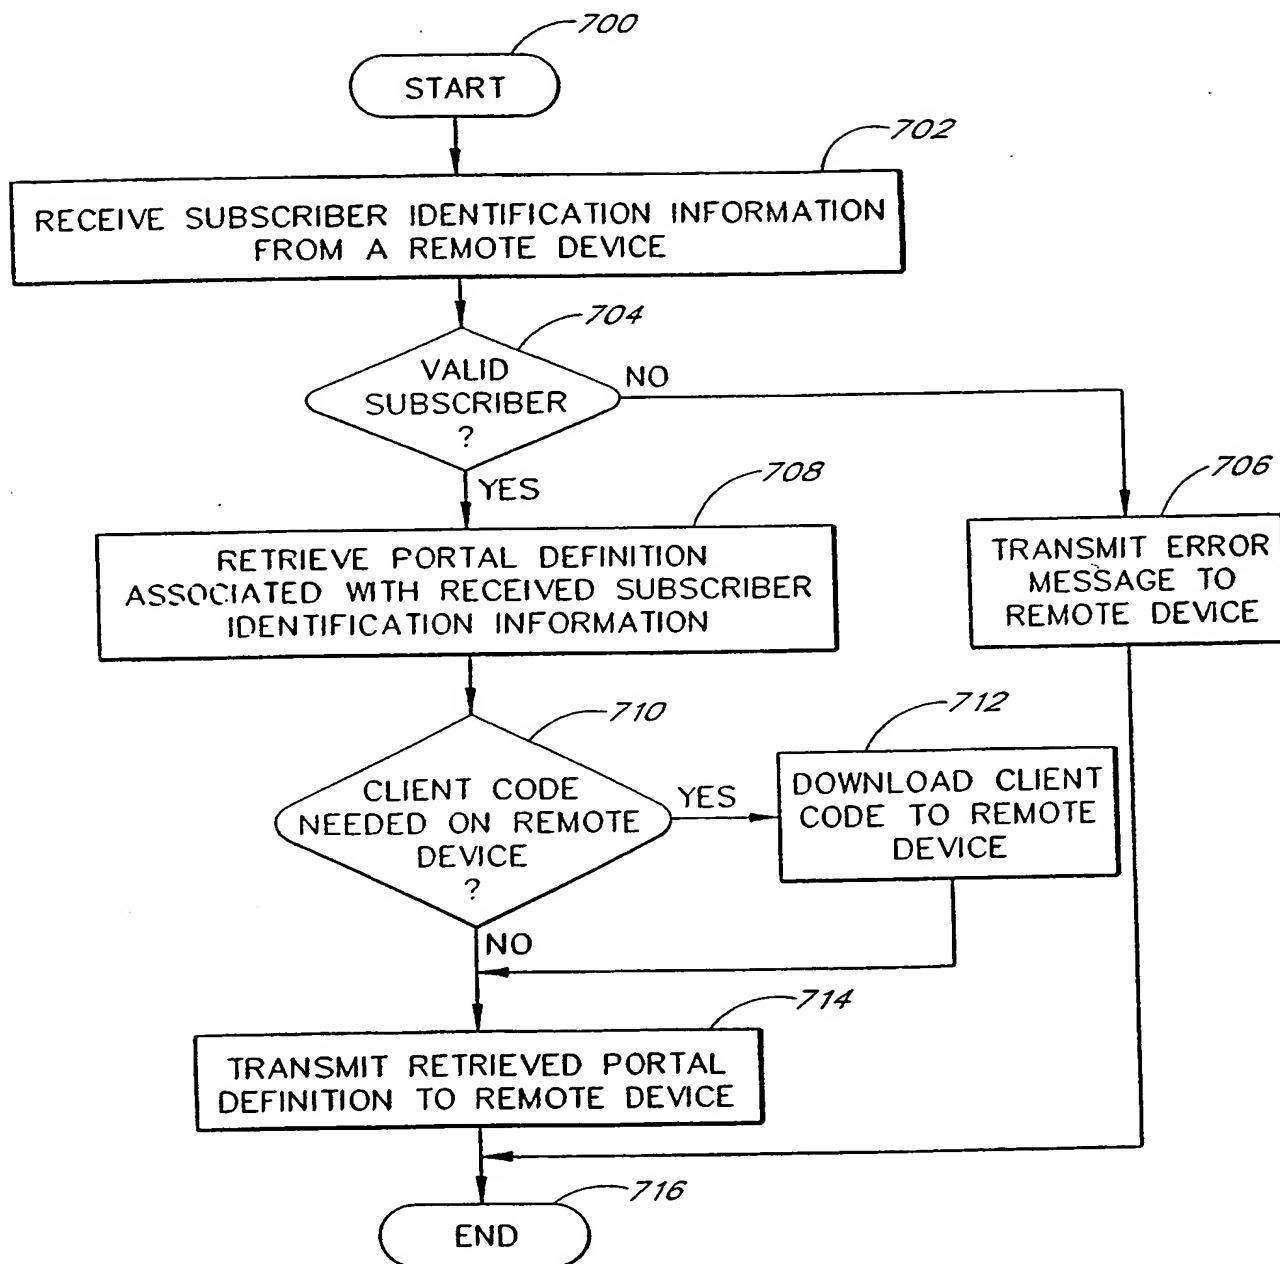 700
START
702
RECEIVE SUBSCRIBER IDENTIFICATION INFORMATION
FROM A REMOTE DEVICE
704
VALID
SUBSCRIBER
?
NO
YES
708
706
RETRIEVE PORTAL DEFINITION
ASSOCIATED WITH RECEIVED SUBSCRIBER
IDENTIFICATION INFORMATION
TRANSMIT ERROR
MESSAGE TO
REMOTE DEVICE
710
712
CLIENT CODE
NEEDED ON REMOTE
DEVICE
?
YES
DOWNLOAD CLIENT
CODE TO REMOTE
DEVICE
NO
714
TRANSMIT RETRIEVED PORTAL
DEFINITION TO REMOTE DEVICE
716
END